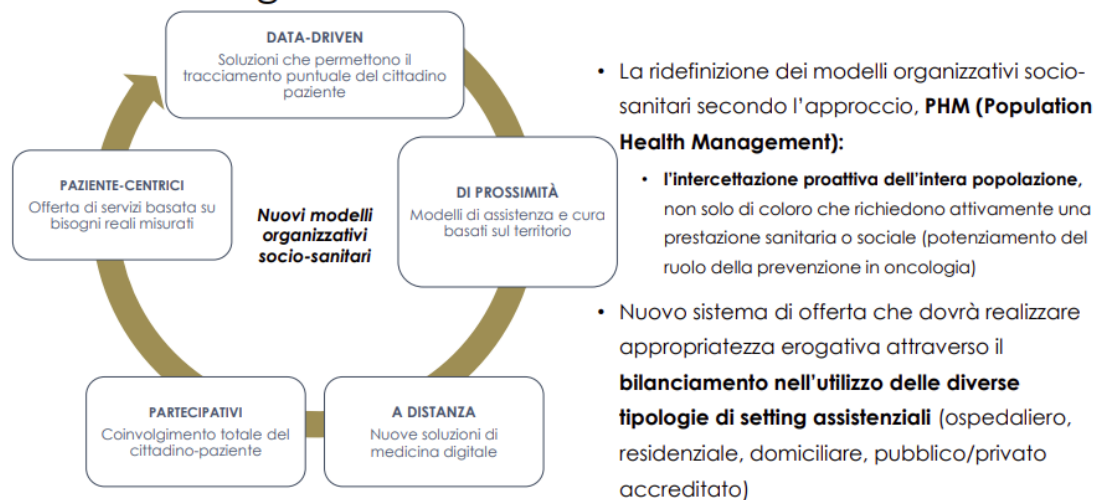 DATA-DRIVEN
Soluzioni che permettono il
tracciamento puntuale del cittadino
paziente
DI PROSSIMITÀ
Modelli di assistenza e cura
basati sul territorio
A DISTANZA
Nuove soluzioni di
medicina digitale
PARTECIPATIVI
Coinvolgimento totale del
cittadino-paziente
PAZIENTE-CENTRICI
Offerta di servizi basata su
bisogni reali misurati
Nuovi modelli
organizzativi
socio-sanitari
• La ridefinizione dei modelli organizzativi socio-
sanitari secondo l'approccio, PHM (Population
Health Management):
• l'intercettazione proattiva dell'intera popolazione,
non solo di coloro che richiedono attivamente una
prestazione sanitaria o sociale (potenziamento del
ruolo della prevenzione in oncologia)
• Nuovo sistema di offerta che dovrà realizzare
appropriatezza erogativa attraverso il
bilanciamento nell'utilizzo delle diverse
tipologie di setting assistenziali (ospedaliero,
residenziale, domiciliare, pubblico/privato
accreditato)